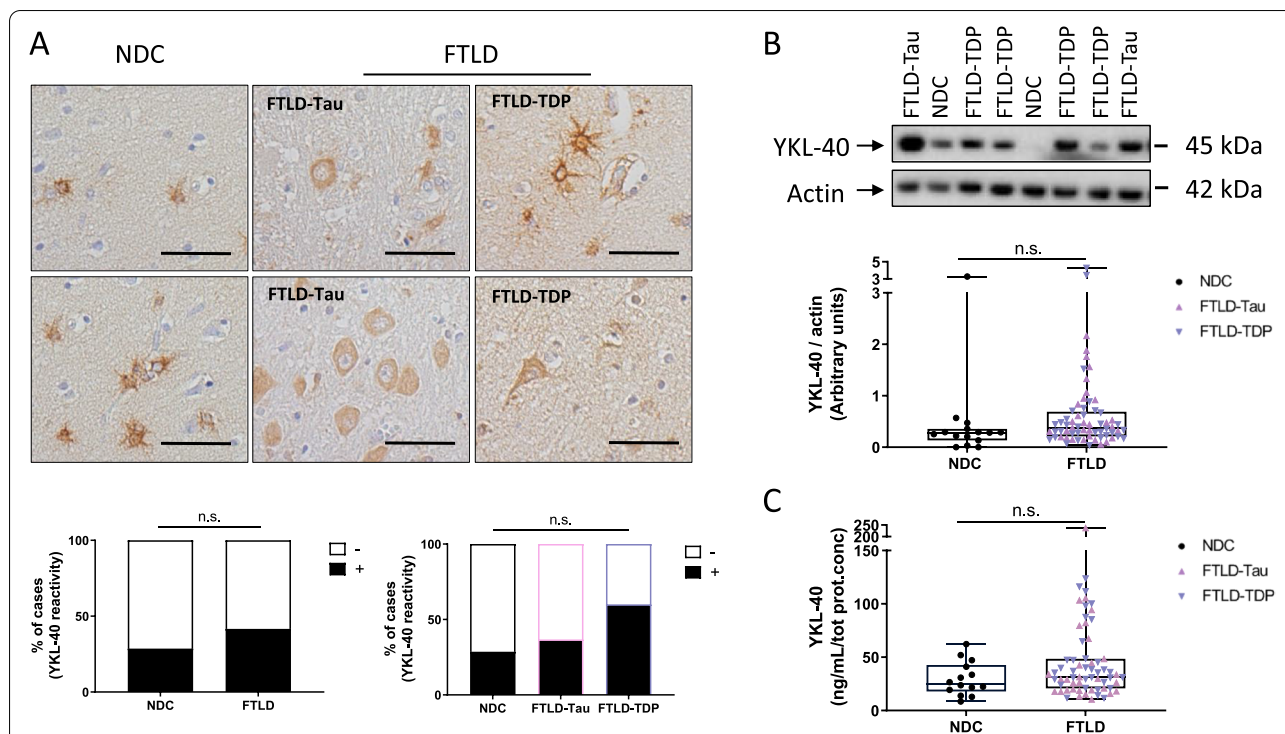 A
NDC
FTLD
FTLD-Tau
FTLD-TDP
FTLD-Tau
FTLD-TDP
n.s.
100
50
0
% of cases
(YKL-40 reactivity)
NDC
FTLD
-
+
n.s.
100
50
0
% of cases
(YKL-40 reactivity)
NDC
FTLD-Tau
FTLD-TDP
-
+
B
FTLD-Tau
NDC
FTLD-TDP
FTLD-TDP
NDC
FTLD-TDP
FTLD-TDP
FTLD-Tau
YKL-40
45 kDa
Actin
42 kDa
n.s.
5
3
3
2
1
0
YKL-40 / actin
(Arbitrary units)
NDC
FTLD
NDC
FTLD-Tau
FTLD-TDP
C
n.s.
250
200
150
100
50
0
YKL-40
(ng/mL/tot prot.conc)
NDC
FTLD
NDC
FTLD-Tau
FTLD-TDP